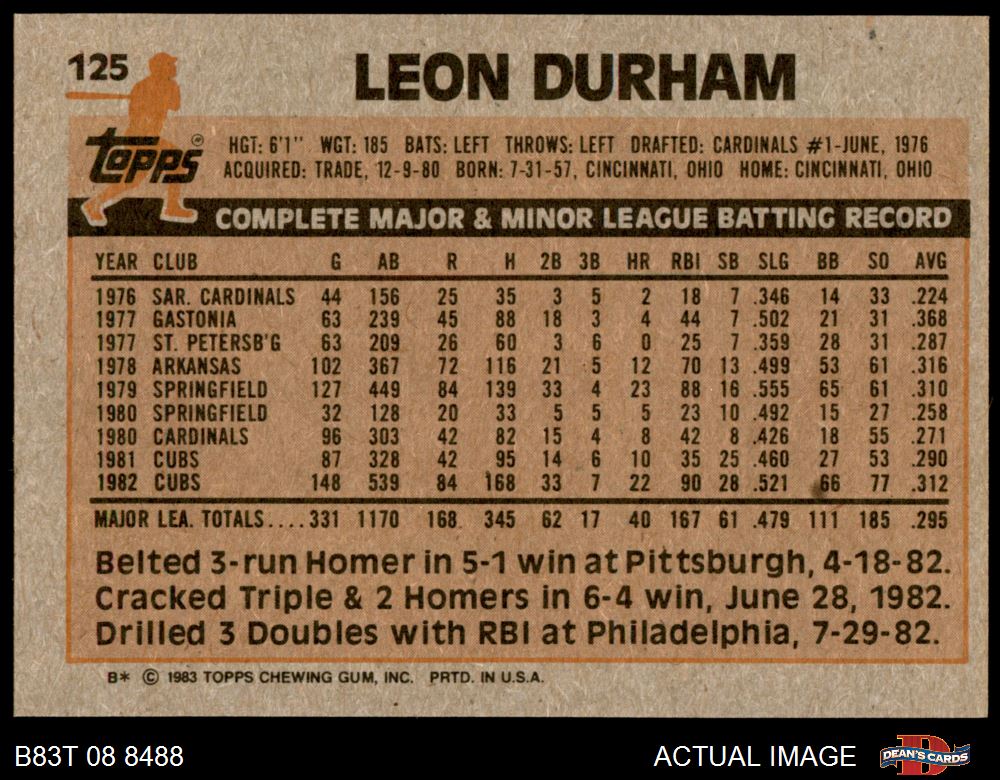 125
LEON DURHAM
Topps®
HGT: 6'1" WGT: 185 BATS: LEFT THROWS: LEFT DRAFTED: CARDINALS #1-JUNE, 1976
ACQUIRED: TRADE, 12-9-80 BORN: 7-31-57, CINCINNATI, OHIO HOME: CINCINNATI, OHIO
COMPLETE MAJOR & MINOR LEAGUE BATTING RECORD
YEAR CLUB G AB R H 2B 3B HR RBI SB SLG BB SO AVG
1976 SAR. CARDINALS 44 156 25 35 3 5 2 18 7 .346 14 33 .224
1977 GASTONIA 63 239 45 88 18 3 4 44 7 .502 21 31 .368
1977 ST. PETERSB'G 63 209 26 60 3 6 0 25 7 .359 28 31 .287
1978 ARKANSAS 102 367 72 116 21 5 12 70 13 .499 53 61 .316
1979 SPRINGFIELD 127 449 84 139 33 4 23 88 16 .555 65 61 .310
1980 SPRINGFIELD 32 128 20 33 5 5 5 23 10 .492 15 27 .258
1980 CARDINALS 96 303 42 82 15 4 8 42 8 .426 18 55 .271
1981 CUBS 87 328 42 95 14 6 10 35 25 .460 27 53 .290
1982 CUBS 148 539 84 168 33 7 22 90 28 .521 66 77 .312
MAJOR LEA. TOTALS....331 1170 168 345 62 17 40 167 61 .479 111 185 .295
Belted 3-run Homer in 5-1 win at Pittsburgh, 4-18-82.
Cracked Triple & 2 Homers in 6-4 win, June 28, 1982.
Drilled 3 Doubles with RBI at Philadelphia, 7-29-82.
B* © 1983 TOPPS CHEWING GUM, INC. PRTD. IN U.S.A.
B83T 08 8488
ACTUAL IMAGE
DEAN'S CARDS